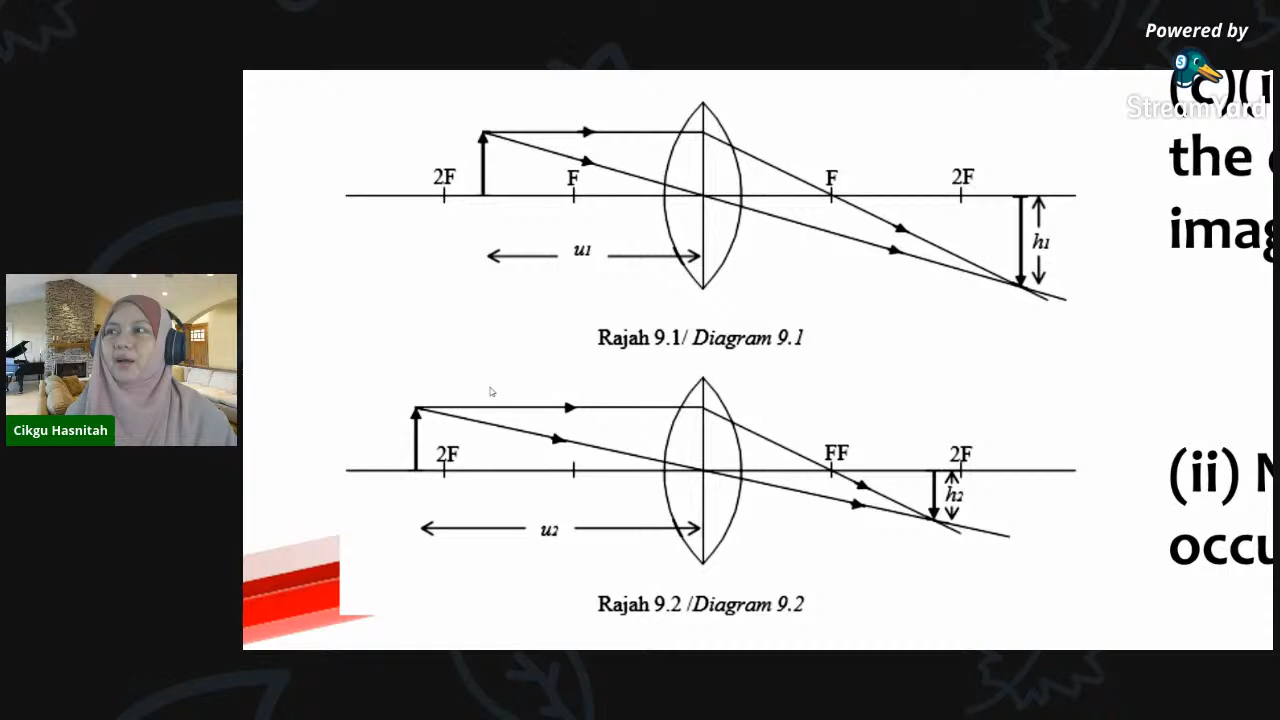 Powered by
S
StreamYard
(c)(i
the
imag
2F
F
F
2F
u1
h1
Rajah 9.1/ Diagram 9.1
Cikgu Hasnitah
2F
FF
2F
u2
h2
Rajah 9.2 /Diagram 9.2
(ii) N
occu